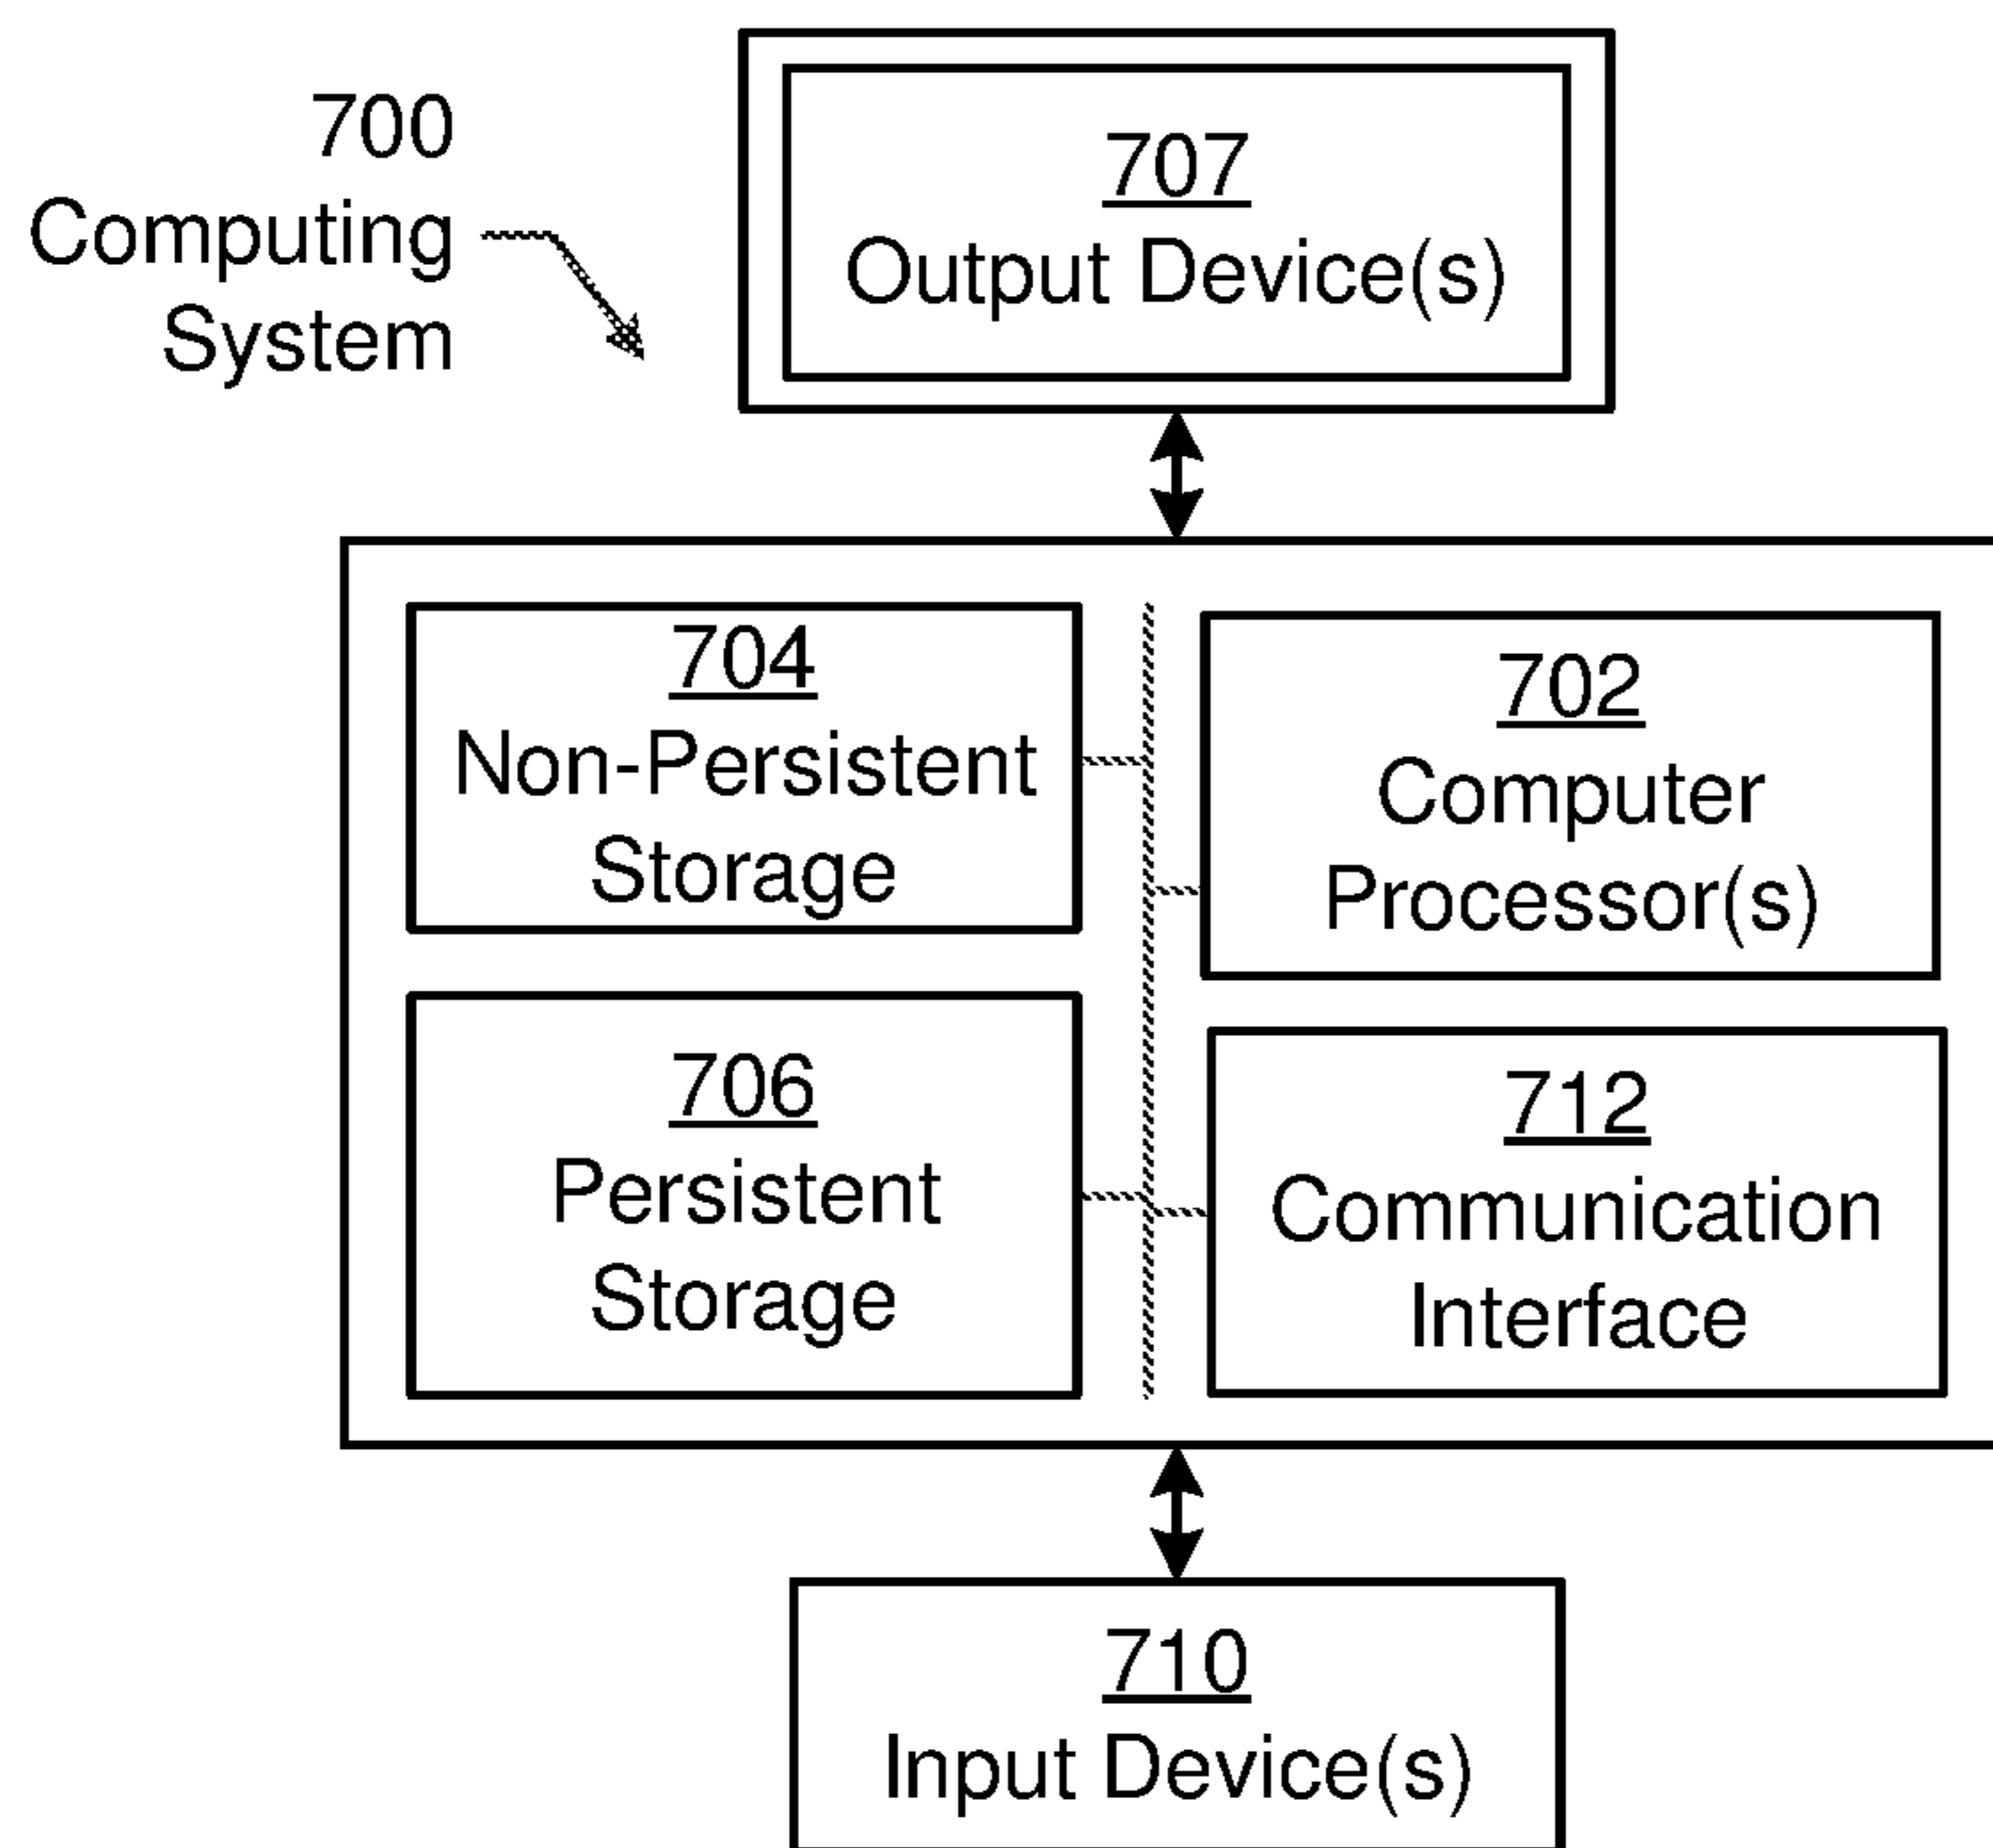 700
Computing
System
707
Output Device(s)
704
Non-Persistent
Storage
702
Computer
Processor(s)
706
Persistent
Storage
712
Communication
Interface
710
Input Device(s)